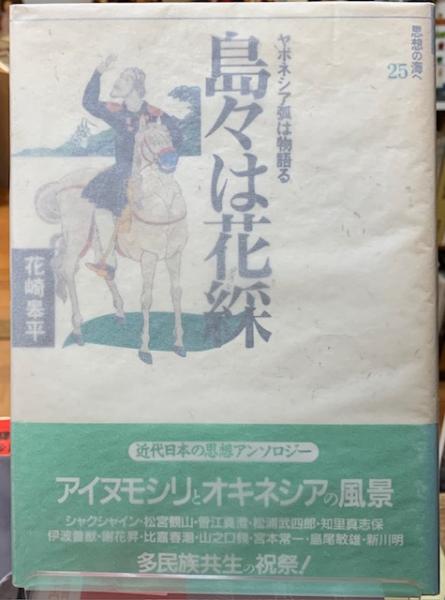 思想の海へ
25
ヤポネシア弧は物語る
島々は花綵
花崎皋平
近代日本の思想アンソロジー
アイヌモシリとオキネシアの風景
シャクシャイン・松宮観山・菅江真澄・松浦武四郎・知里真志保
伊波普猷・謝花昇・比嘉春潮・山之口貘・宮本常一・島尾敏雄・新川明
多民族共生の祝祭!